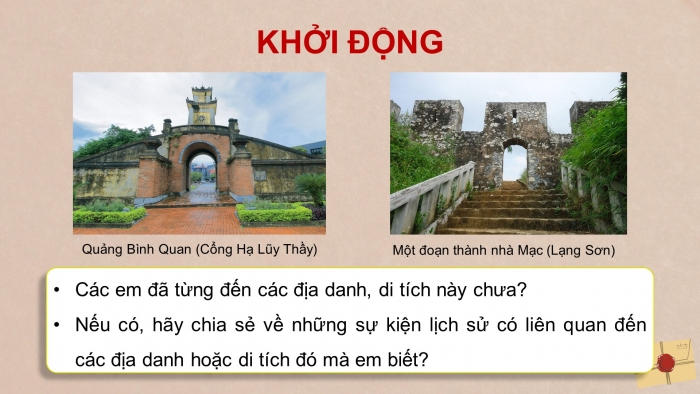 KHỞI ĐỘNG
Quảng Bình Quan (Cổng Hạ Lũy Thầy)
Một đoạn thành nhà Mạc (Lạng Sơn)
• Các em đã từng đến các địa danh, di tích này chưa?
• Nếu có, hãy chia sẻ về những sự kiện lịch sử có liên quan đến
các địa danh hoặc di tích đó mà em biết?